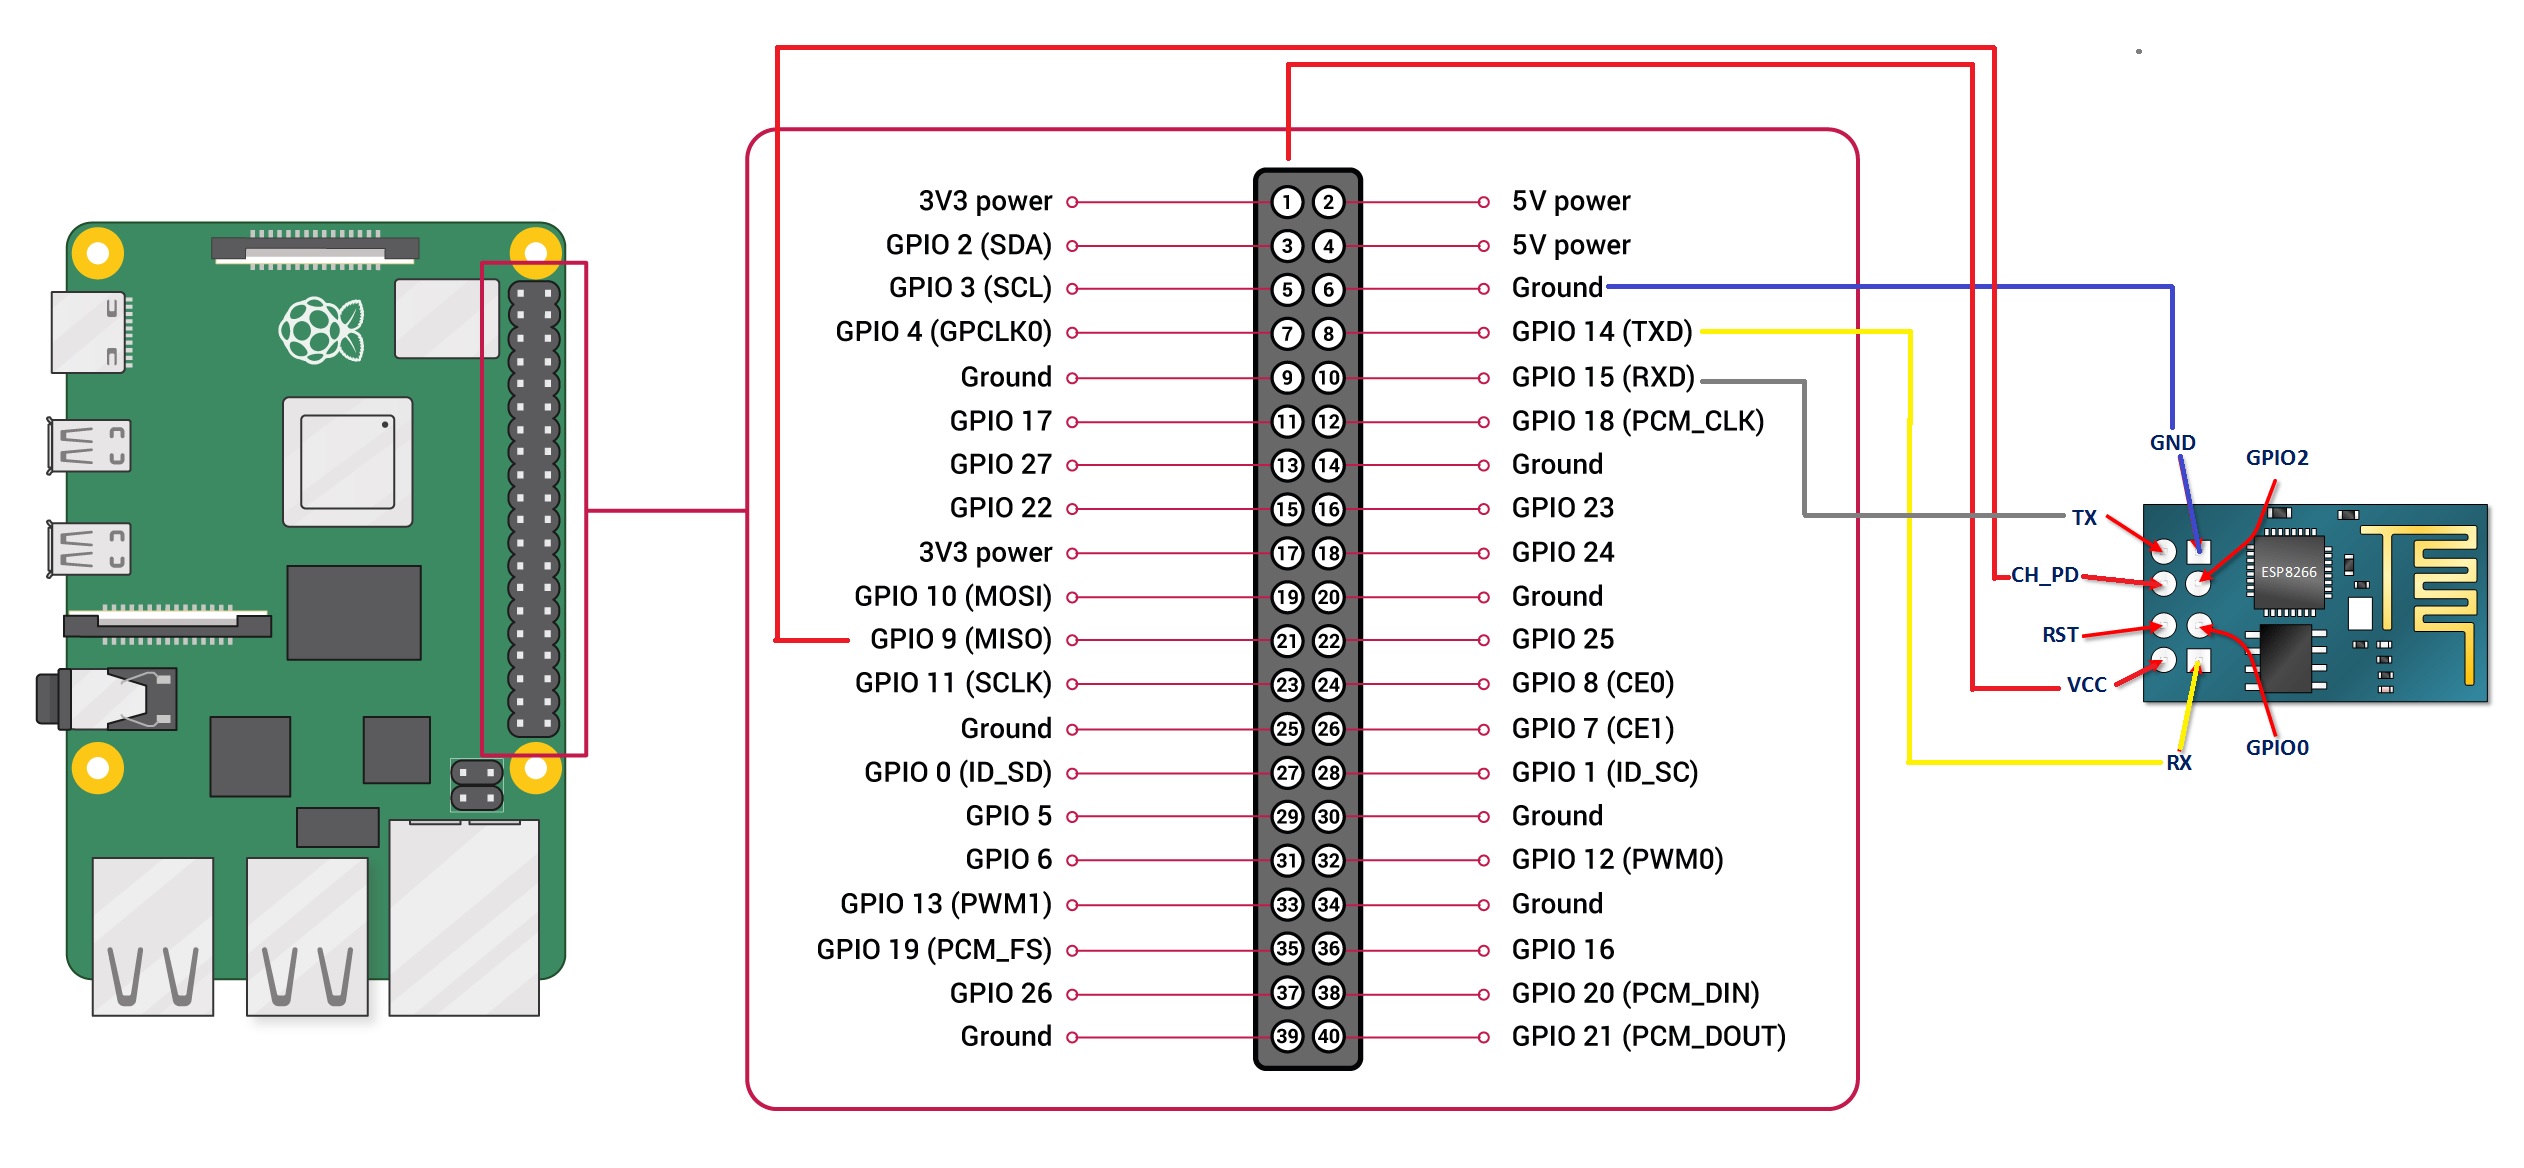 3V3 power 1 2 5V power
GPIO 2 (SDA) 3 4 5V power
GPIO 3 (SCL) 5 6 Ground
GPIO 4 (GPCLK0) 7 8 GPIO 14 (TXD)
Ground 9 10 GPIO 15 (RXD)
GPIO 17 11 12 GPIO 18 (PCM_CLK)
GPIO 27 13 14 Ground
GPIO 22 15 16 GPIO 23
3V3 power 17 18 GPIO 24
GPIO 10 (MOSI) 19 20 Ground
GPIO 9 (MISO) 21 22 GPIO 25
GPIO 11 (SCLK) 23 24 GPIO 8 (CE0)
Ground 25 26 GPIO 7 (CE1)
GPIO 0 (ID_SD) 27 28 GPIO 1 (ID_SC)
GPIO 5 29 30 Ground
GPIO 6 31 32 GPIO 12 (PWM0)
GPIO 13 (PWM1) 33 34 Ground
GPIO 19 (PCM_FS) 35 36 GPIO 16
GPIO 26 37 38 GPIO 20 (PCM_DIN)
Ground 39 40 GPIO 21 (PCM_DOUT)
GND
GPIO2
TX
CH_PD
ESP8266
RST
VCC
GPIO0
RX